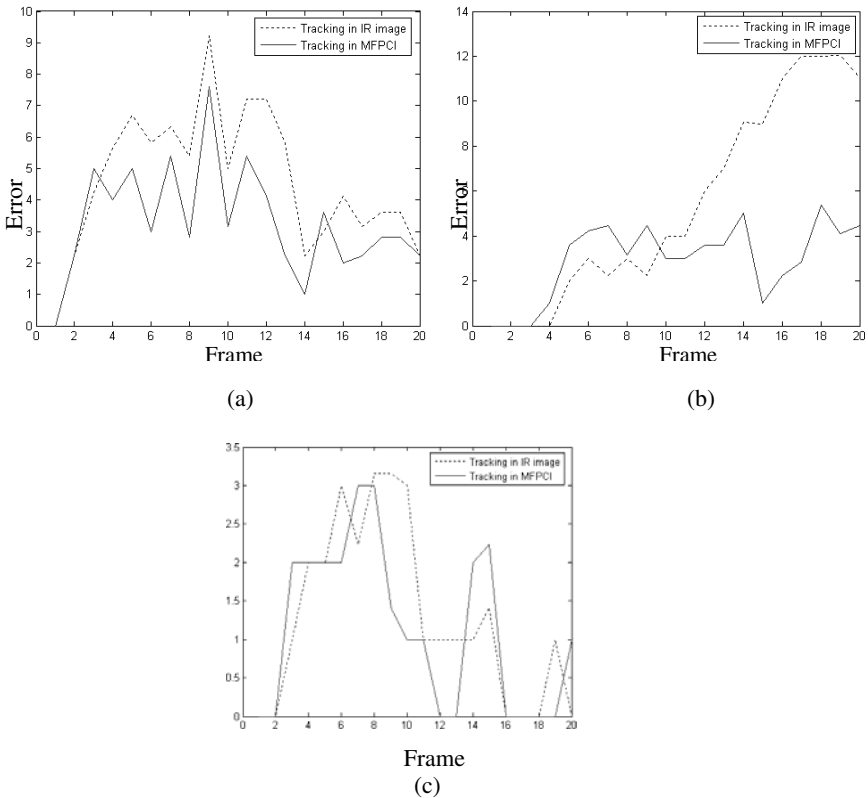 10
9
8
7
6
5
4
3
2
1
0
Error
Tracking in IR image
Tracking in MFPCI
0 2 4 6 8 10 12 14 16 18 20
Frame
(a)
14
12
10
8
6
4
2
0
Error
Tracking in IR image
Tracking in MFPCI
0 2 4 6 8 10 12 14 16 18 20
Frame
(b)
3.5
3
2.5
2
1.5
1
0.5
0
Tracking in IR image
Tracking in MFPCI
0 2 4 6 8 10 12 14 16 18 20
Frame
(c)